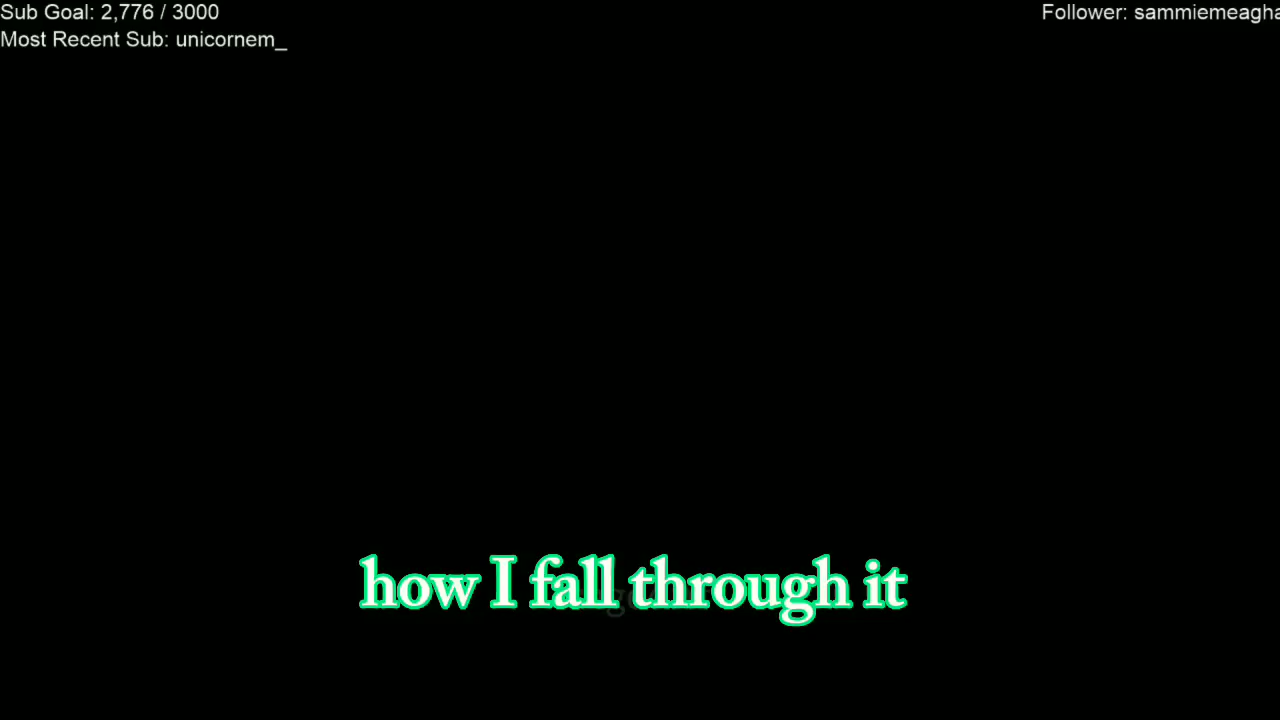 Sub Goal: 2,776 / 3000
Follower: sammiemeagha
Most Recent Sub: unicornem_
how I fall through it